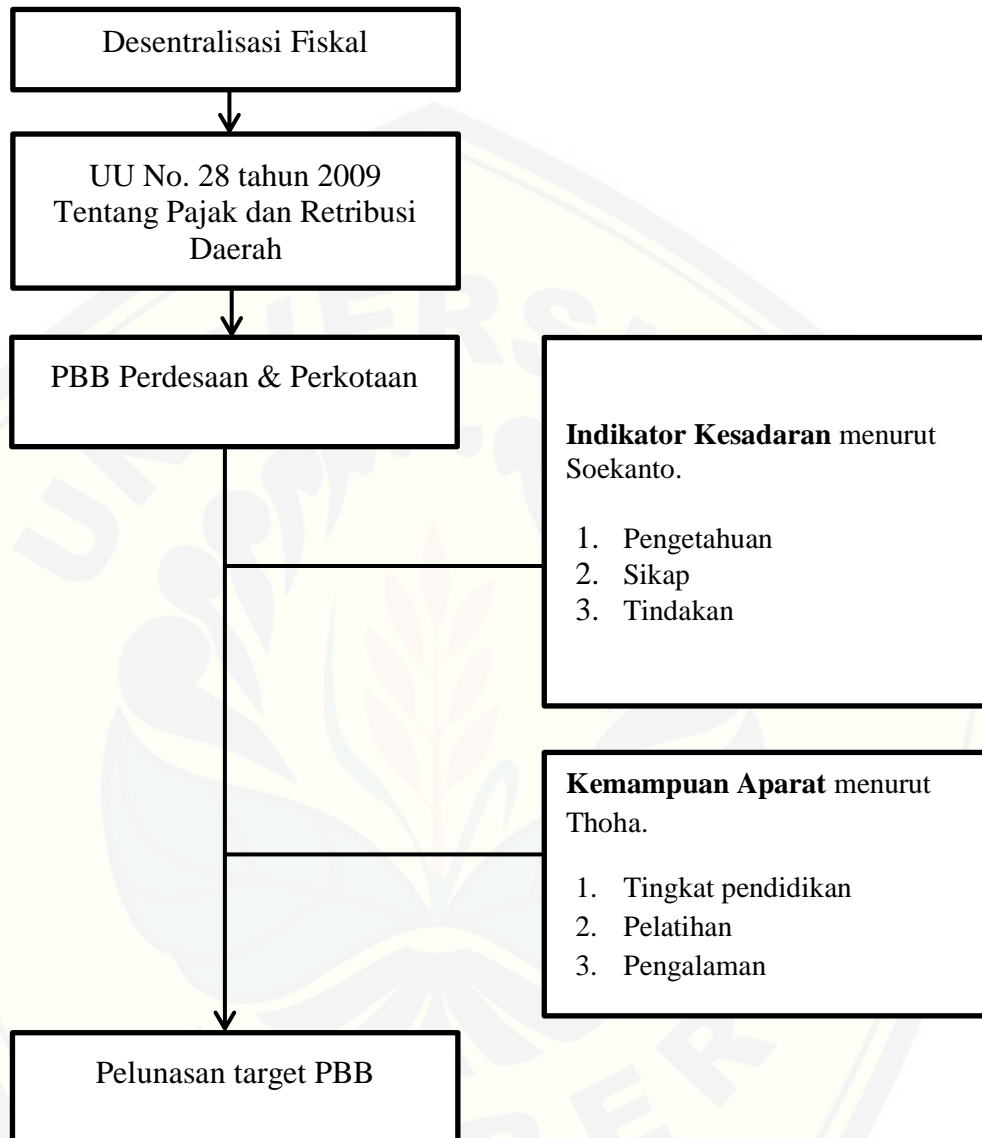 Desentralisasi Fiskal
UU No. 28 tahun 2009
Tentang Pajak dan Retribusi
Daerah
PBB Perdesaan & Perkotaan
Indikator Kesadaran menurut
Soekanto.
1. Pengetahuan
2. Sikap
3. Tindakan
Kemampuan Aparat menurut
Thoha.
1. Tingkat pendidikan
2. Pelatihan
3. Pengalaman
Pelunasan target PBB